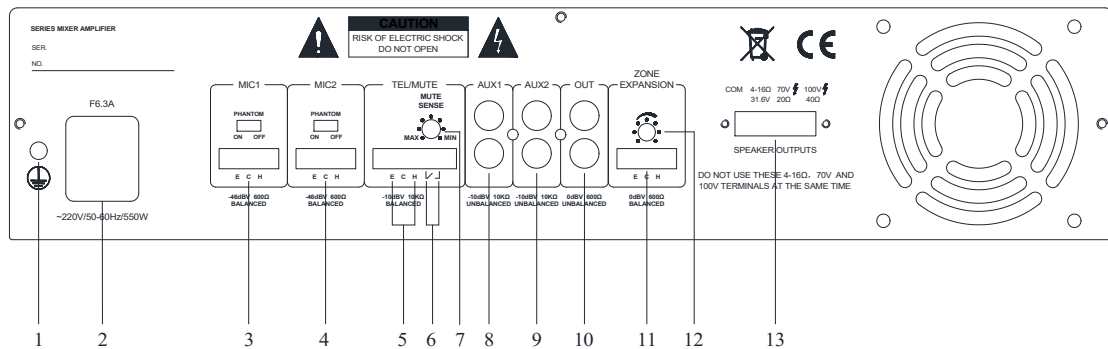 SERIES MIXER AMPLIFIER
SER.
NO.
CAUTION
RISK OF ELECTRIC SHOCK
DO NOT OPEN
F6.3A
~220V/50-60Hz/550W
MIC1
PHANTOM
ON OFF
E C H
-46dBV 600Ω
BALANCED
MIC2
PHANTOM
ON OFF
E C H
-46dBV 600Ω
BALANCED
TEL/MUTE
MUTE
SENSE
MAX MIN
E C H
-10dBV 10KΩ
BALANCED
AUX1
-10dBV 10KΩ
UNBALANCED
AUX2
-10dBV 10KΩ
UNBALANCED
OUT
0dBV 600Ω
UNBALANCED
ZONE
EXPANSION
E C H
0dBV 600Ω
BALANCED
COM 4-16Ω 70V 100V
31.6V 20Ω 40Ω
SPEAKER OUTPUTS
DO NOT USE THESE 4-16Ω, 70V AND
100V TERMINALS AT THE SAME TIME
CE
1 2 3 4 5 6 7 8 9 10 11 12 13